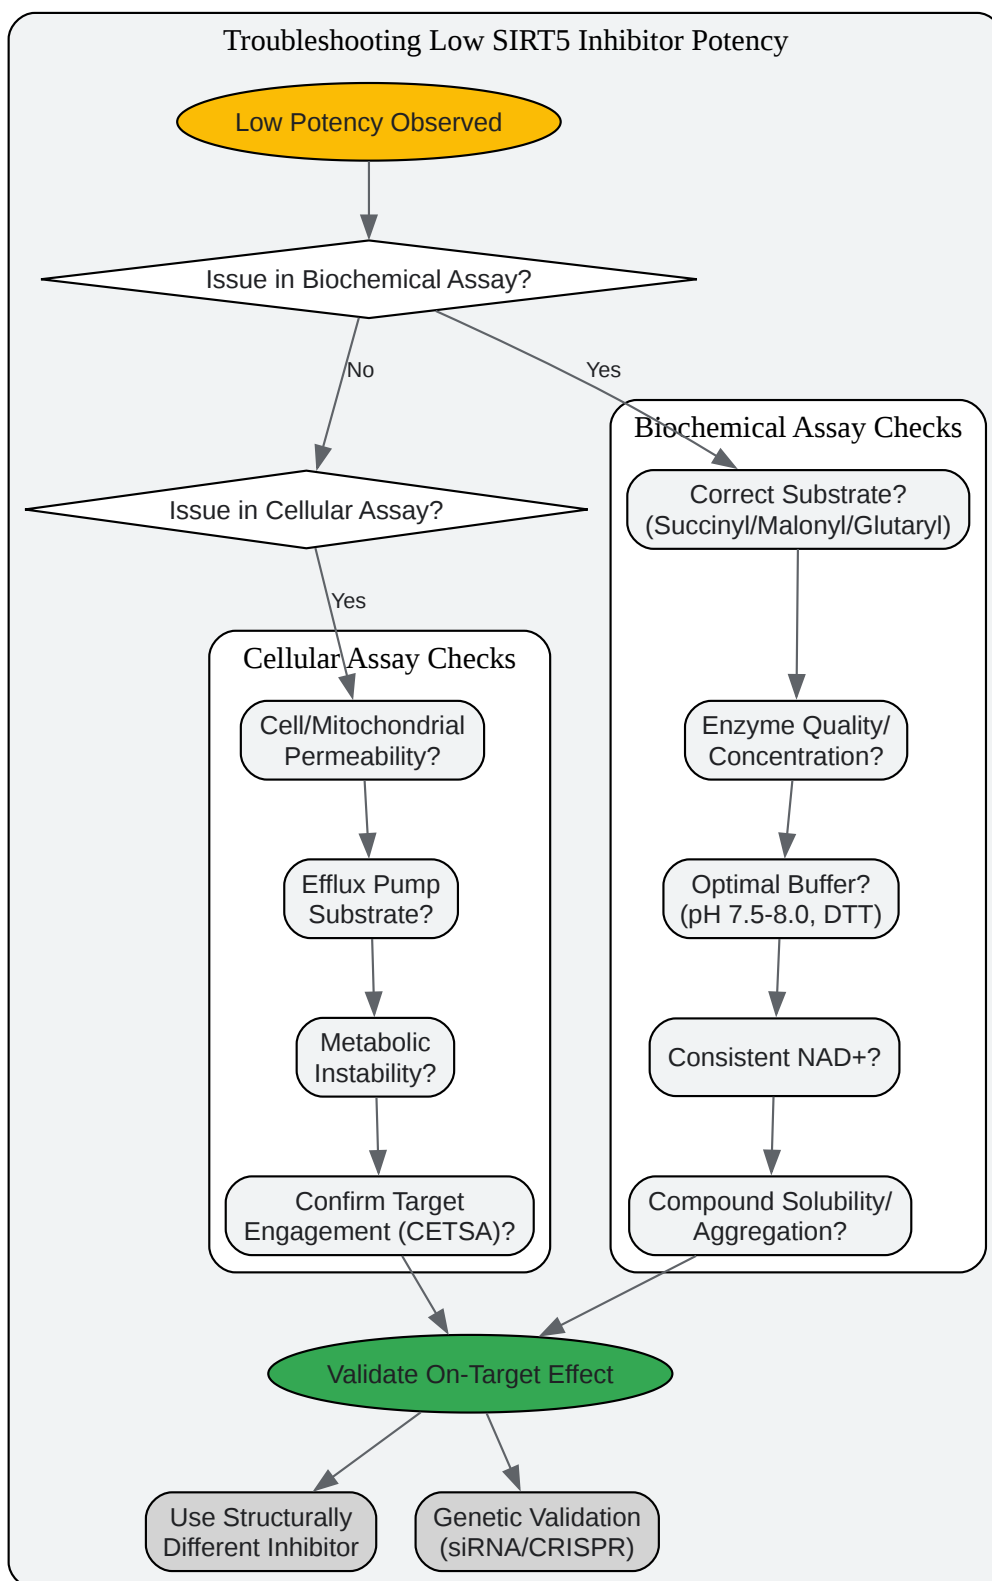 Troubleshooting Low SIRT5 Inhibitor Potency
Low Potency Observed
Issue in Biochemical Assay?
No
Yes
Issue in Cellular Assay?
Yes
Biochemical Assay Checks
Correct Substrate?
(Succinyl/Malonyl/Glutaryl)
Enzyme Quality/
Concentration?
Optimal Buffer?
(pH 7.5-8.0, DTT)
Consistent NAD+?
Compound Solubility/
Aggregation?
Cellular Assay Checks
Cell/Mitochondrial
Permeability?
Efflux Pump
Substrate?
Metabolic
Instability?
Confirm Target
Engagement (CETSA)?
Validate On-Target Effect
Use Structurally
Different Inhibitor
Genetic Validation
(siRNA/CRISPR)